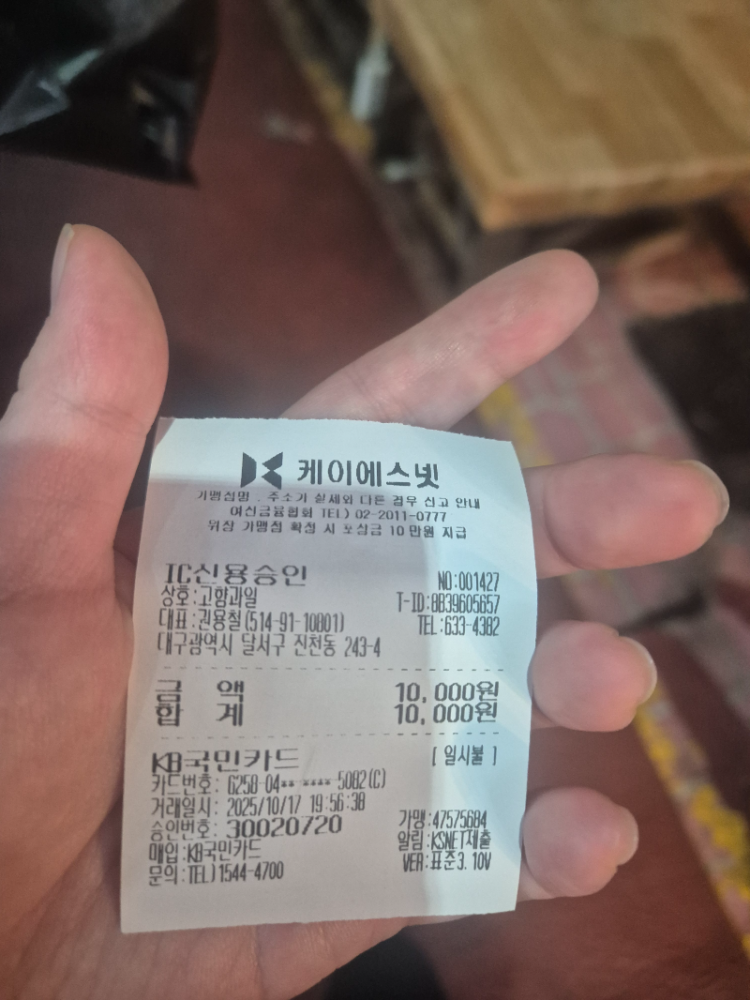 케이에스넷
가맹점명, 주소가 실제와 다른 경우 신고 안내
여신금융협회 TEL) 02-2011-0777
위장 가맹점 확정 시 포상금 10만원 지급
IC신용승인 NO:001427
상호:고향과일 T-ID:BB39605657
대표:권용철(514-91-10801) TEL:633-4382
대구광역시 달서구 진천동 243-4
금 액 10,000원
합 계 10,000원
KB국민카드 [ 일시불 ]
카드번호: 6258-04**-****-5082(C)
거래일시: 2025/10/17 19:56:38
승인번호: 30020720 가맹:47575684
매입:KB국민카드 알림:KSNET제출
문의:TEL)1544-4700 VER:표준3.10V